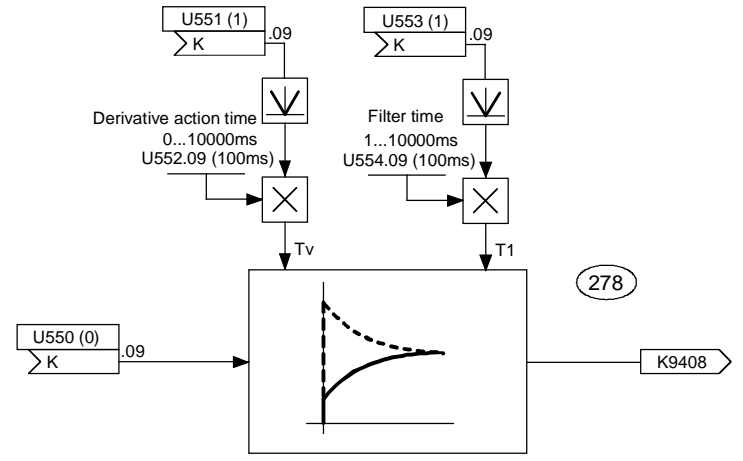 U551 (1)
K
.09
U553 (1)
K
.09
Derivative action time
0...10000ms
U552.09 (100ms)
Filter time
1...10000ms
U554.09 (100ms)
Tv
T1
278
U550 (0)
K
.09
K9408